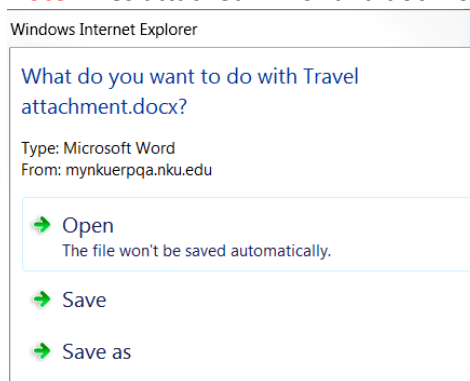 Windows Internet Explorer
What do you want to do with Travel
attachment.docx?
Type: Microsoft Word
From: mynkuerpqa.nku.edu
Open
The file won't be saved automatically.
Save
Save as